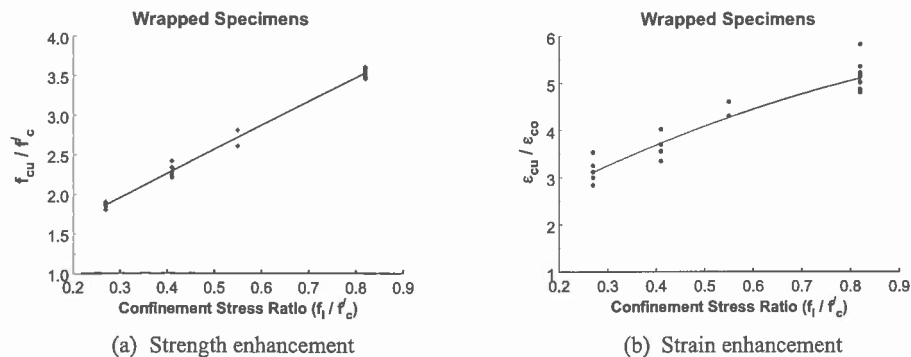 Wrapped Specimens
f_cu / f'_c
4.0
3.5
3.0
2.5
2.0
1.5
1.0
0.2 0.3 0.4 0.5 0.6 0.7 0.8 0.9
Confinement Stress Ratio (f_l / f'_c)
(a) Strength enhancement
Wrapped Specimens
ε_cu / ε_co
6
5
4
3
2
1
0.2 0.3 0.4 0.5 0.6 0.7 0.8 0.9
Confinement Stress Ratio (f_l / f'_c)
(b) Strain enhancement